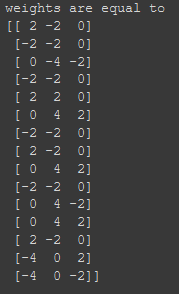 weights are equal to
[[ 2 -2  0]
 [-2 -2  0]
 [ 0 -4 -2]
 [-2 -2  0]
 [ 2  2  0]
 [ 0  4  2]
 [-2 -2  0]
 [ 2 -2  0]
 [ 0  4  2]
 [-2 -2  0]
 [ 0  4 -2]
 [ 0  4  2]
 [ 2 -2  0]
 [-4  0  2]
 [-4  0 -2]]